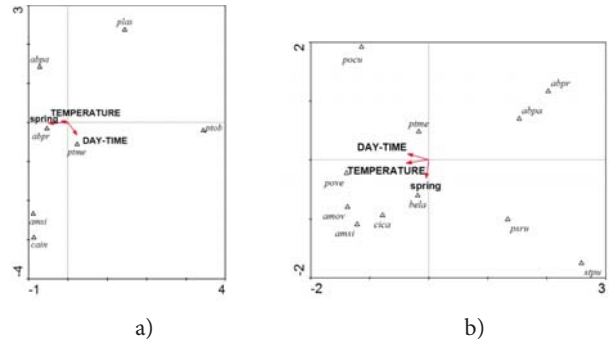 3
plas
abpa
TEMPERATURE
spring
abpr
DAY-TIME
ptme
ptob
amsi
cain
-4
-1
4
a)
2
pocu
abpr
abpa
ptme
DAY-TIME
TEMPERATURE
pove
spring
bela
amov
cica
amsi
psru
stpu
-2
-2
3
b)